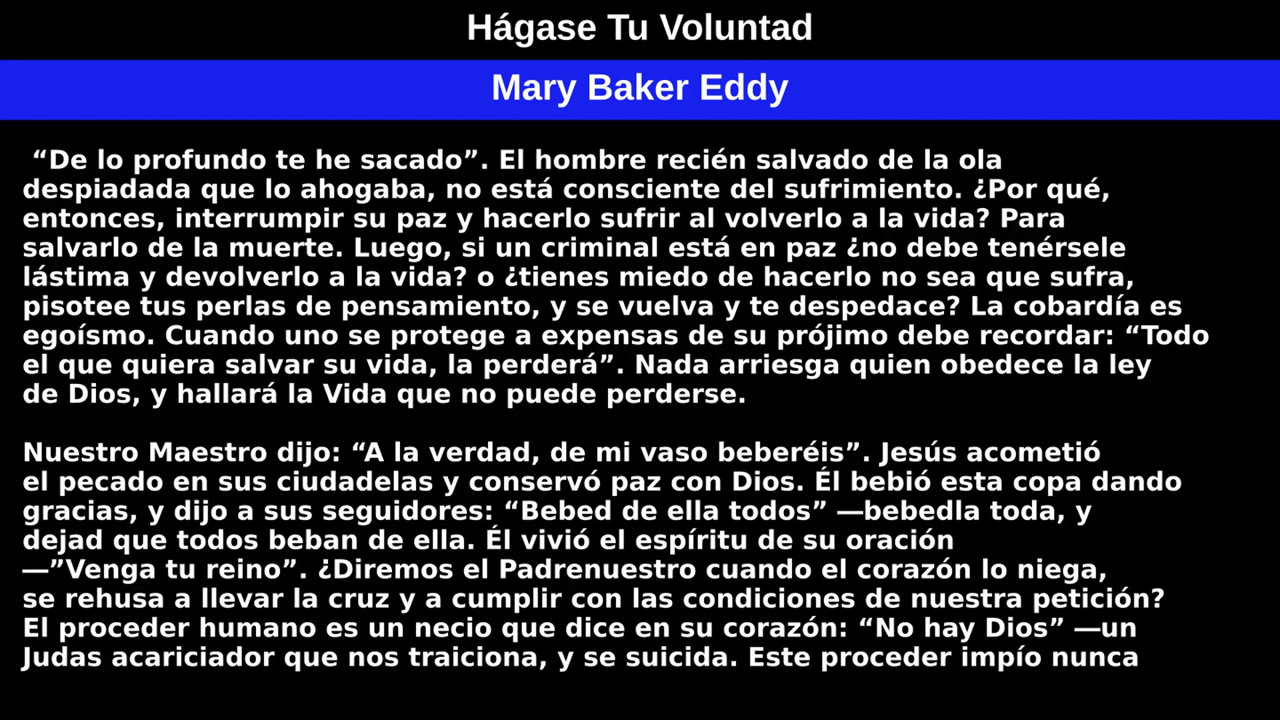 Hágase Tu Voluntad
Mary Baker Eddy
“De lo profundo te he sacado”. El hombre recién salvado de la ola
despiadada que lo ahogaba, no está consciente del sufrimiento. ¿Por qué,
entonces, interrumpir su paz y hacerlo sufrir al volverlo a la vida? Para
salvarlo de la muerte. Luego, si un criminal está en paz ¿no debe tenérsele
lástima y devolverlo a la vida? o ¿tienes miedo de hacerlo no sea que sufra,
pisotee tus perlas de pensamiento, y se vuelva y te despedace? La cobardía es
egoísmo. Cuando uno se protege a expensas de su prójimo debe recordar: “Todo
el que quiera salvar su vida, la perderá”. Nada arriesga quien obedece la ley
de Dios, y hallará la Vida que no puede perderse.
Nuestro Maestro dijo: “A la verdad, de mi vaso beberéis”. Jesús acometió
el pecado en sus ciudadelas y conservó paz con Dios. Él bebió esta copa dando
gracias, y dijo a sus seguidores: “Bebed de ella todos” —bebedla toda, y
dejad que todos beban de ella. Él vivió el espíritu de su oración
—”Venga tu reino”. ¿Diremos el Padrenuestro cuando el corazón lo niega,
se rehusa a llevar la cruz y a cumplir con las condiciones de nuestra petición?
El proceder humano es un necio que dice en su corazón: “No hay Dios” —un
Judas acariciador que nos traiciona, y se suicida. Este proceder impío nunca